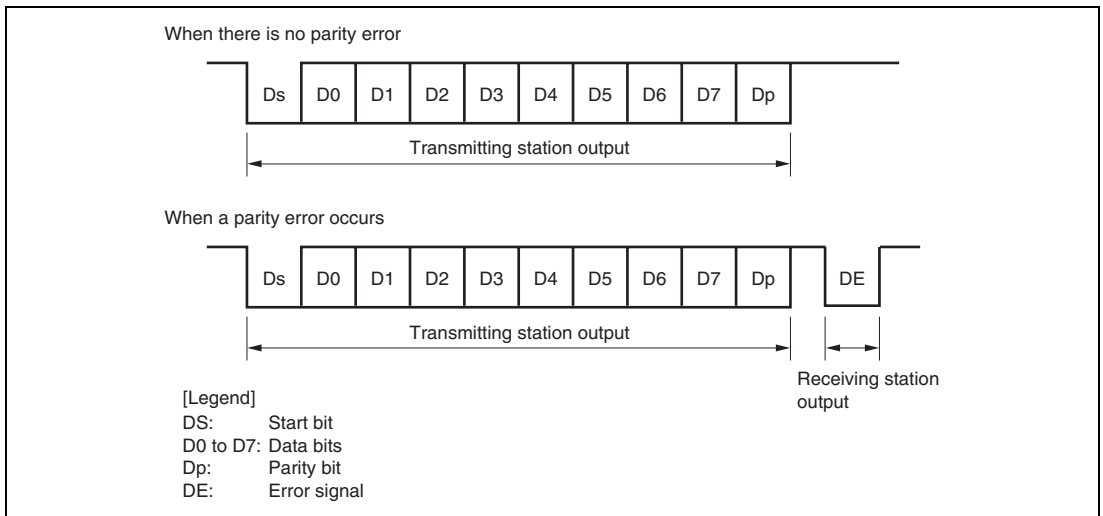 When there is no parity error
Ds D0 D1 D2 D3 D4 D5 D6 D7 Dp
Transmitting station output
When a parity error occurs
Ds D0 D1 D2 D3 D4 D5 D6 D7 Dp DE
Transmitting station output
Receiving station
output
[Legend]
DS: Start bit
D0 to D7: Data bits
Dp: Parity bit
DE: Error signal